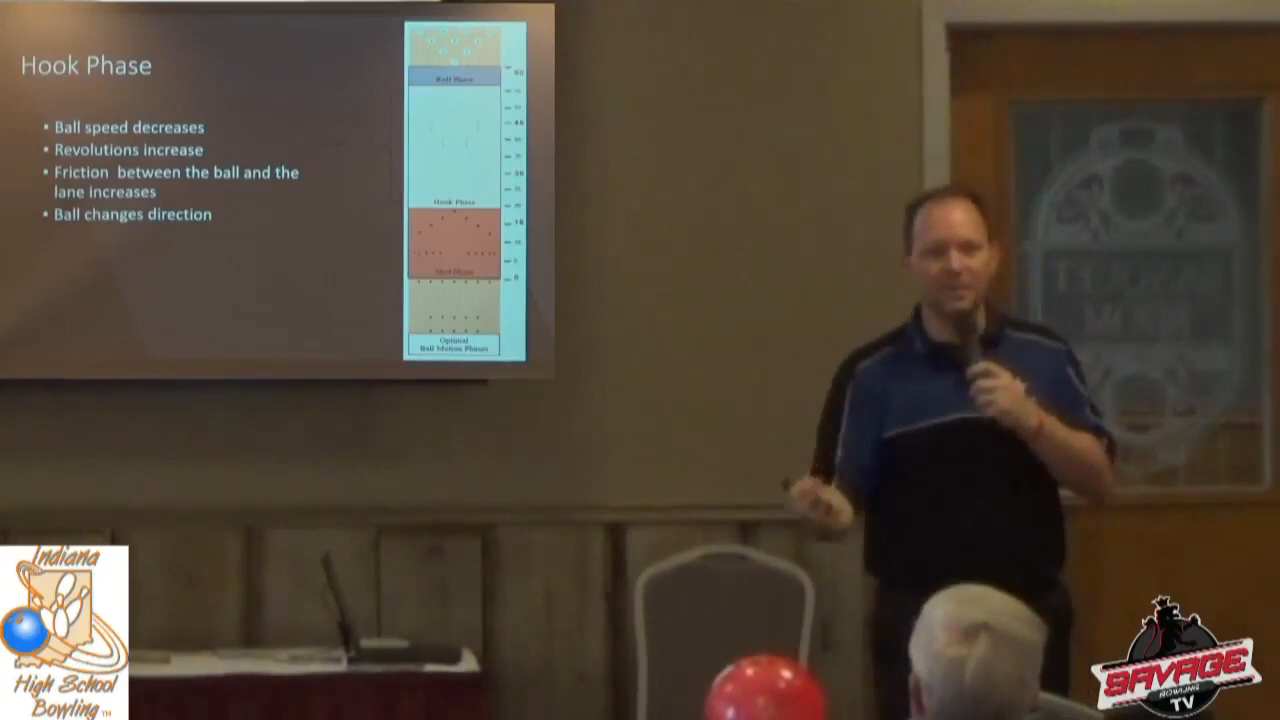 Hook Phase
▪ Ball speed decreases
▪ Revolutions increase
▪ Friction between the ball and the
lane increases
▪ Ball changes direction
Roll Phase
60
45
30
Hook Phase
15
0
Skid Phase
Optional
Ball Motion Phases
Indiana
High School
Bowling™
SAVAGE
BOWLING
TV